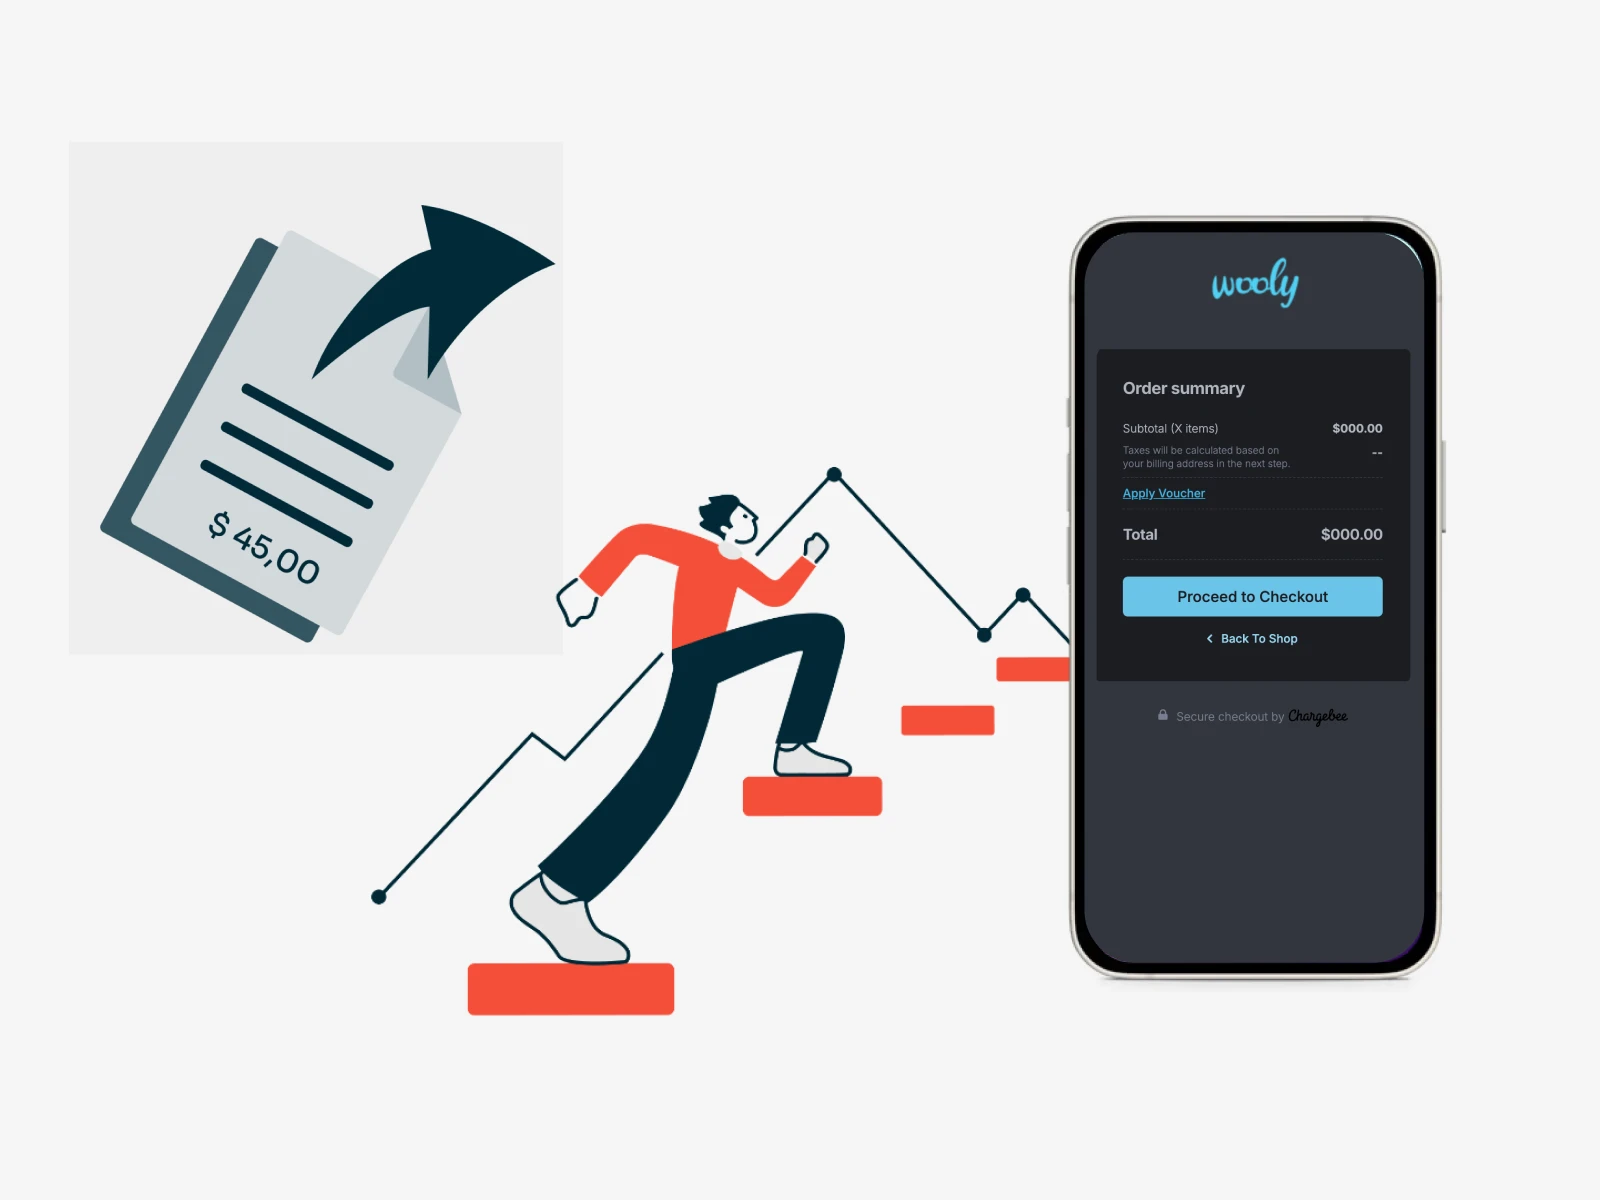 $ 45,00
wooly
Order summary
Subtotal (X items) $000.00
Taxes will be calculated based on --
your billing address in the next step.
Apply Voucher
Total $000.00
Proceed to Checkout
Back To Shop
Secure checkout by Chargebee